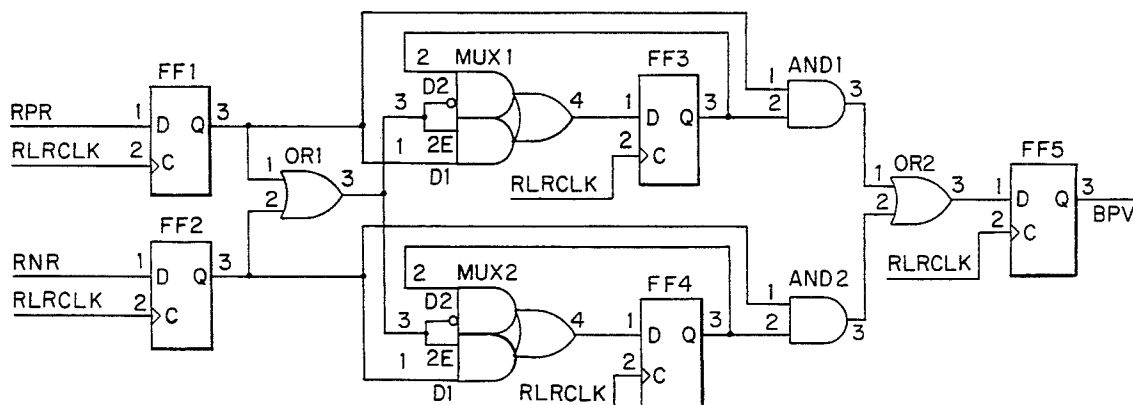 FF1
RPR 1 D Q 3
RLRCLK 2 C
OR1
1
2
3
FF2
RNR 1 D Q 3
RLRCLK 2 C
2 MUX1
D2
3
2E
1
D1
4
FF3
1 D Q 3
2 C
RLRCLK
AND1
1
2
3
2 MUX2
D2
3
2E
1
D1
4
FF4
1 D Q 3
2 C
RLRCLK
AND2
1
2
3
OR2
1
2
3
FF5
1 D Q 3
2 C
RLRCLK
BPV